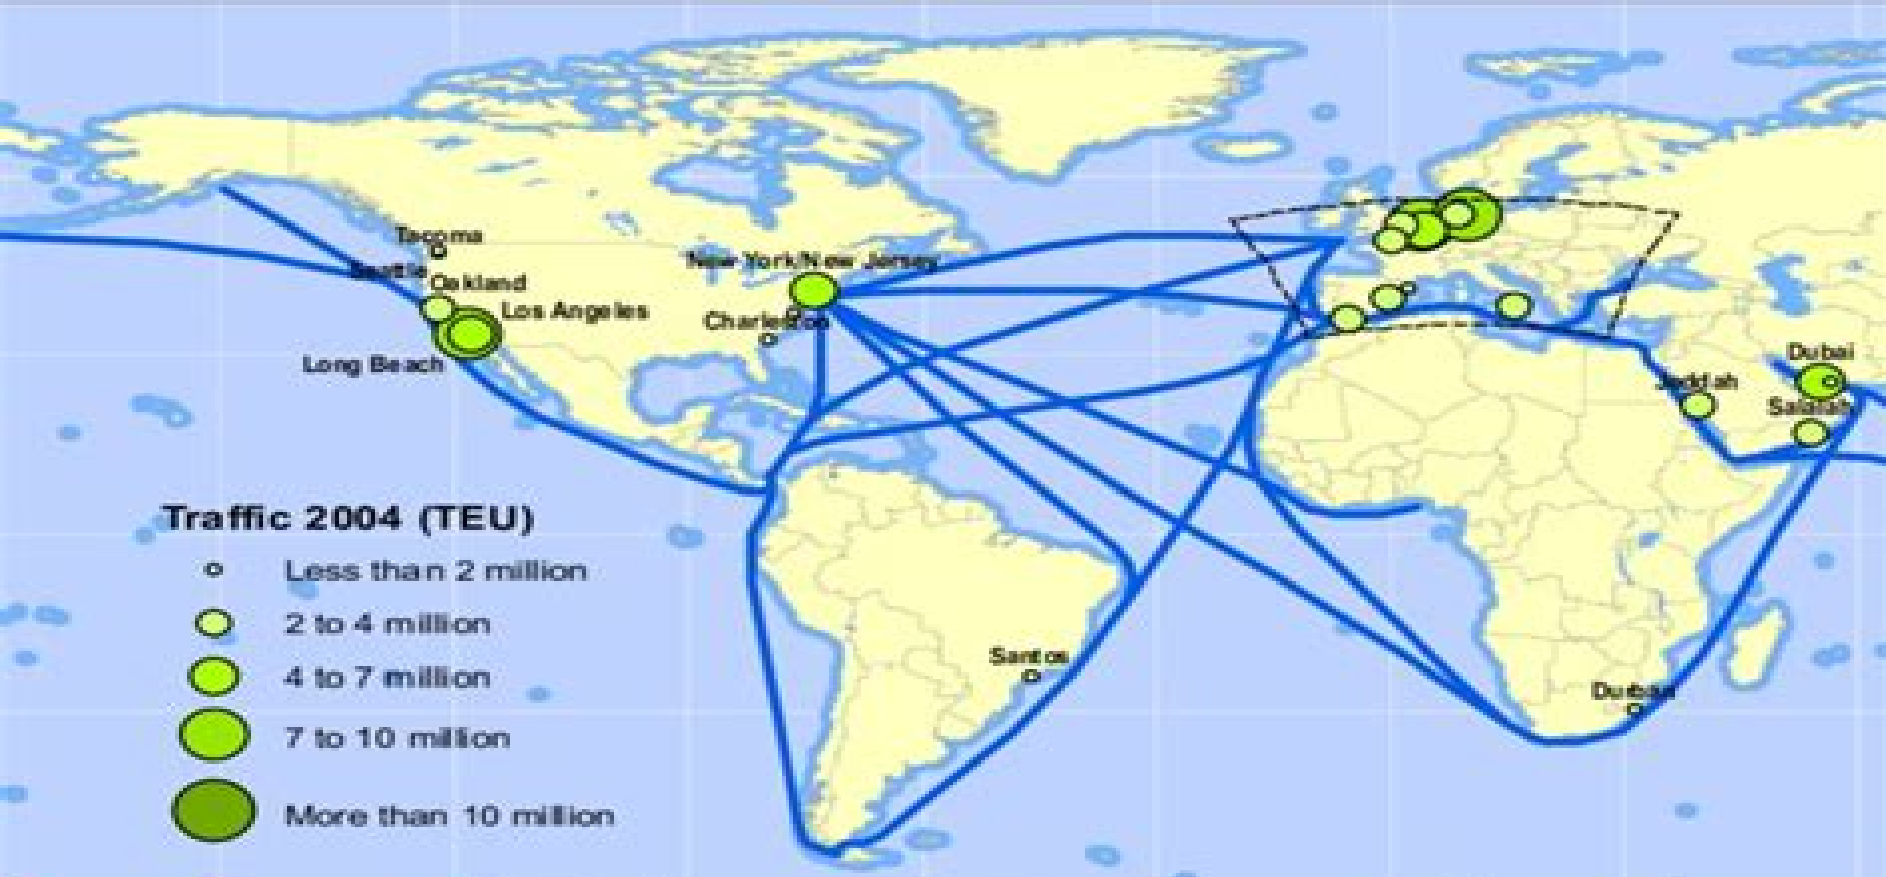 Tacoma
Seattle
Oakland
New York/New Jersey
Los Angeles
Charleston
Long Beach
Dubai
Jeddah
Salalah
Traffic 2004 (TEU)
Less than 2 million
2 to 4 million
4 to 7 million
7 to 10 million
More than 10 million
Santos
Durban